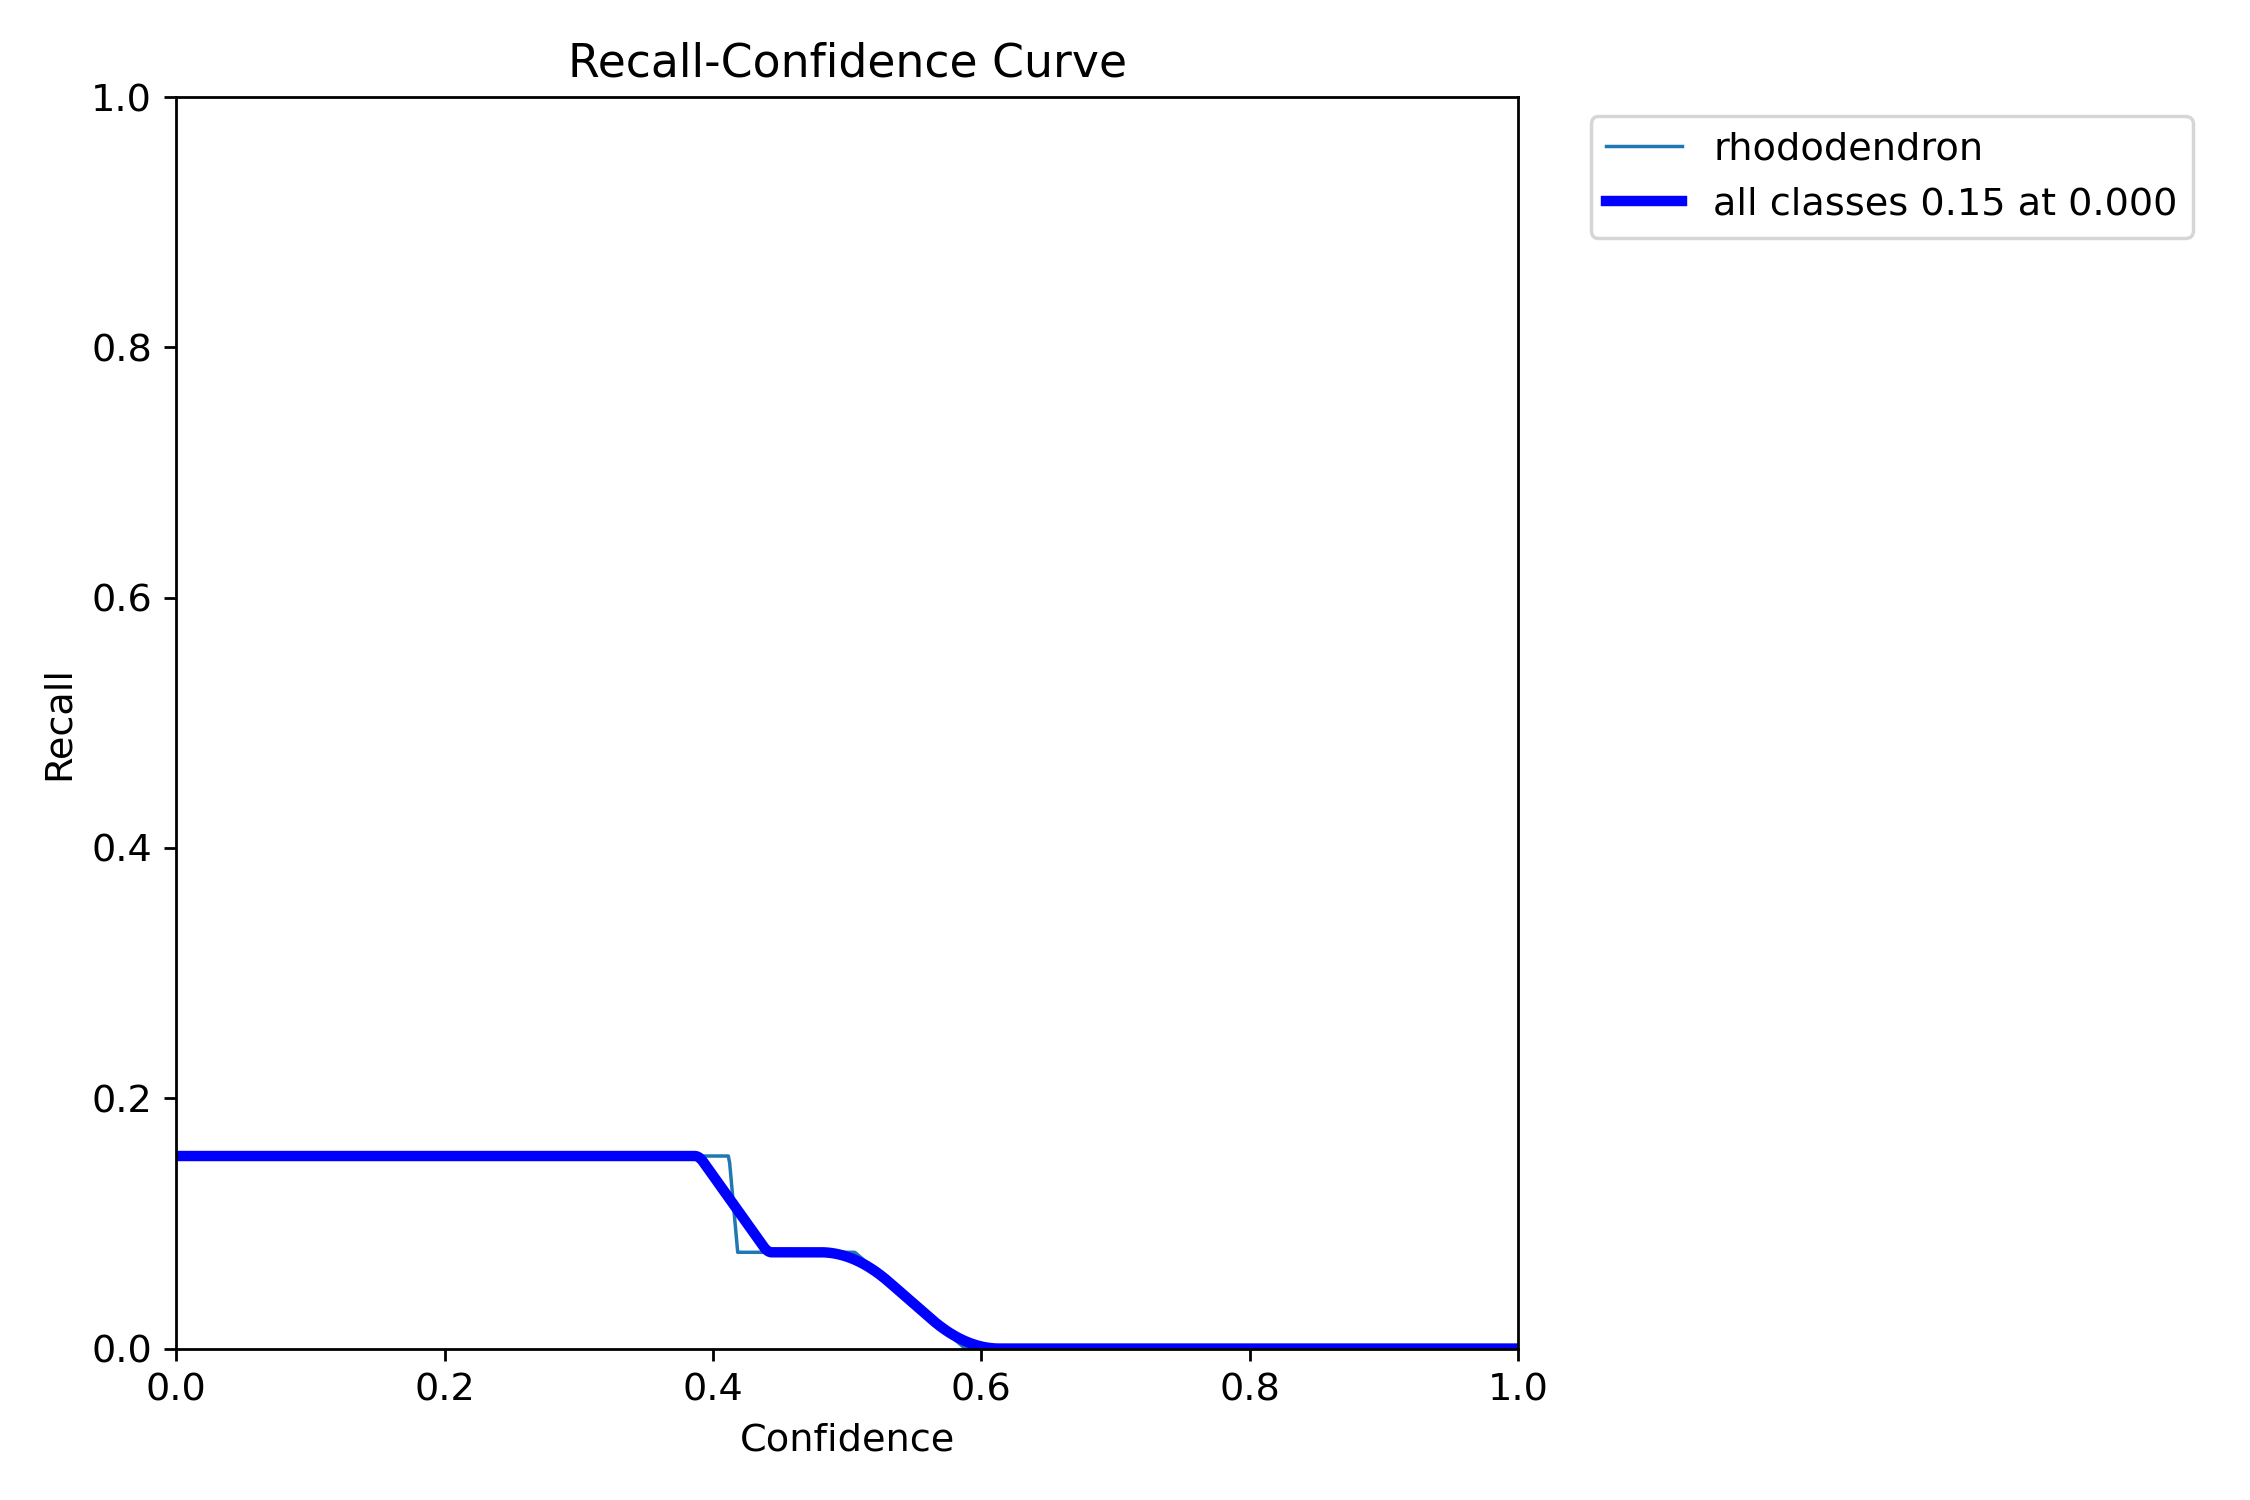 Recall-Confidence Curve
1.0
0.8
0.6
0.4
0.2
0.0
Recall
0.0 0.2 0.4 0.6 0.8 1.0
Confidence
rhododendron
all classes 0.15 at 0.000